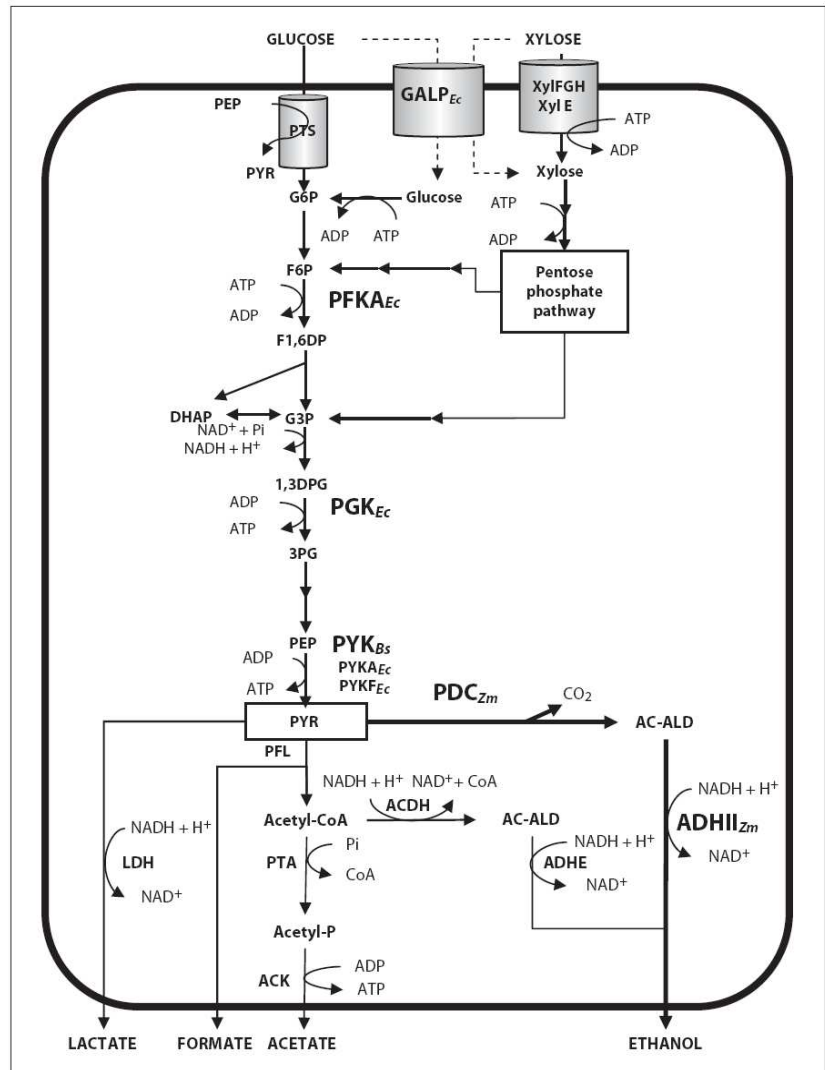 GLUCOSE
XYLOSE
GALPEc
XylFGH
Xyl E
PEP
PTS
PYR
ATP
ADP
G6P
Glucose
Xylose
ADP
ATP
ATP
ADP
F6P
ATP
ADP
PFKAEc
Pentose
phosphate
pathway
F1,6DP
DHAP
G3P
NAD+ + Pi
NADH + H+
1,3DPG
ADP
ATP
PGKEc
3PG
PEP
PYKBs
ADP
ATP
PYKAEc
PYKFEc
PYR
PDCZm
CO2
AC-ALD
PFL
NADH + H+ NAD+ + CoA
ACDH
Acetyl-CoA
AC-ALD
NADH + H+
ADHIIZm
NAD+
NADH + H+
LDH
NAD+
PTA
Pi
CoA
NADH + H+
ADHE
NAD+
Acetyl-P
ACK
ADP
ATP
LACTATE
FORMATE
ACETATE
ETHANOL